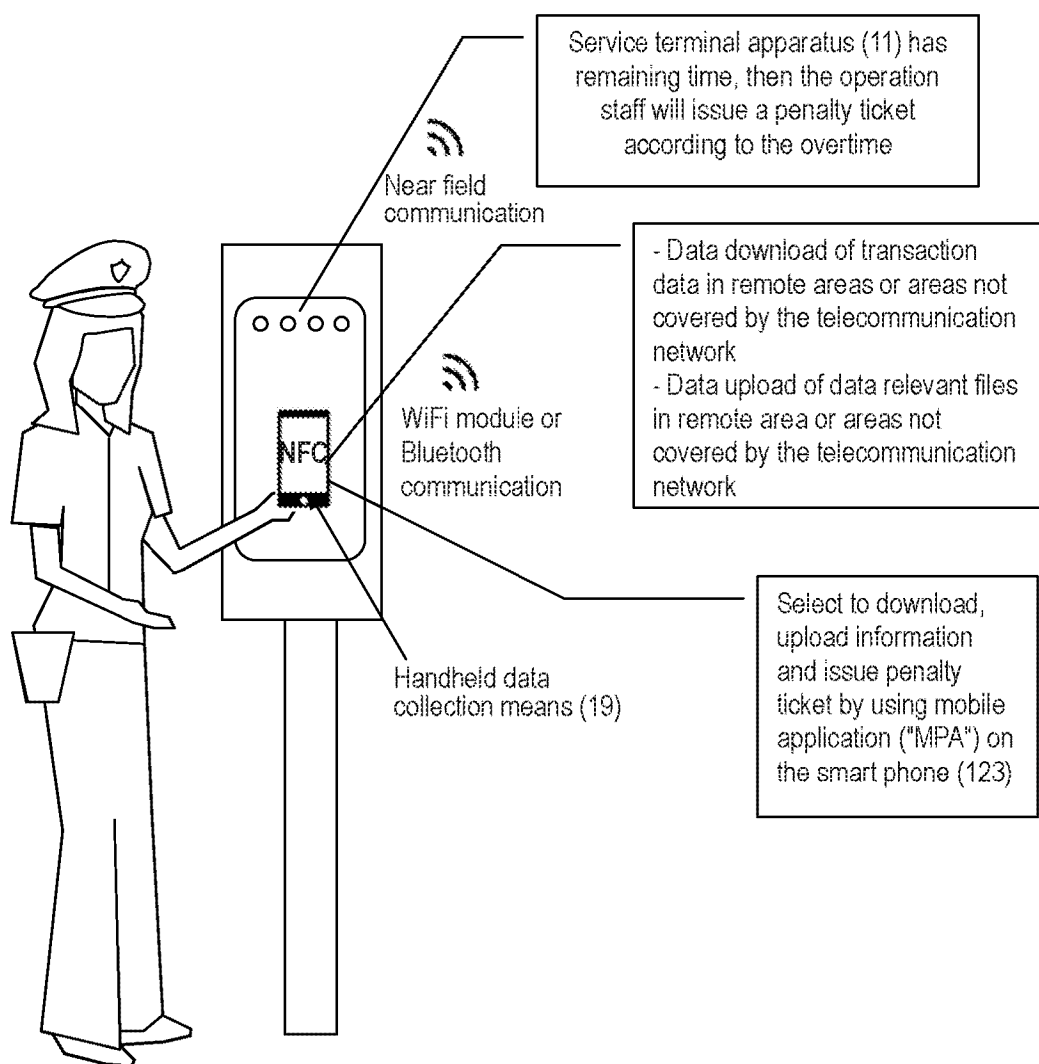 Service terminal apparatus (11) has
remaining time, then the operation
staff will issue a penalty ticket
according to the overtime
Near field
communication
- Data download of transaction
data in remote areas or areas not
covered by the telecommunication
network
- Data upload of data relevant files
in remote area or areas not
covered by the telecommunication
network
WiFi module or
Bluetooth
communication
NFC
Select to download,
upload information
and issue penalty
ticket by using mobile
application ("MPA") on
the smart phone (123)
Handheld data
collection means (19)